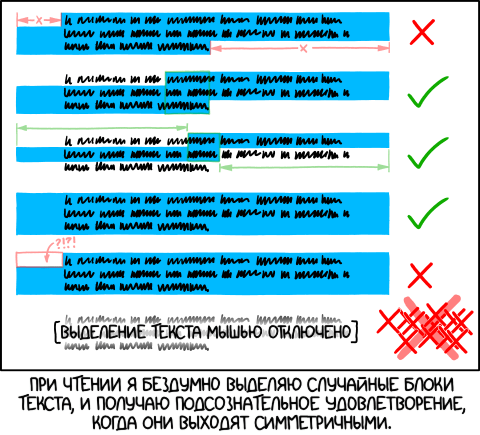 x
x
?!?!
[ВЫДЕЛЕНИЕ ТЕКСТА МЫШЬЮ ОТКЛЮЧЕНО]
ПРИ ЧТЕНИИ Я БЕЗДУМНО ВЫДЕЛЯЮ СЛУЧАЙНЫЕ БЛОКИ
ТЕКСТА, И ПОЛУЧАЮ ПОДСОЗНАТЕЛЬНОЕ УДОВЛЕТВОРЕНИЕ,
КОГДА ОНИ ВЫХОДЯТ СИММЕТРИЧНЫМИ.